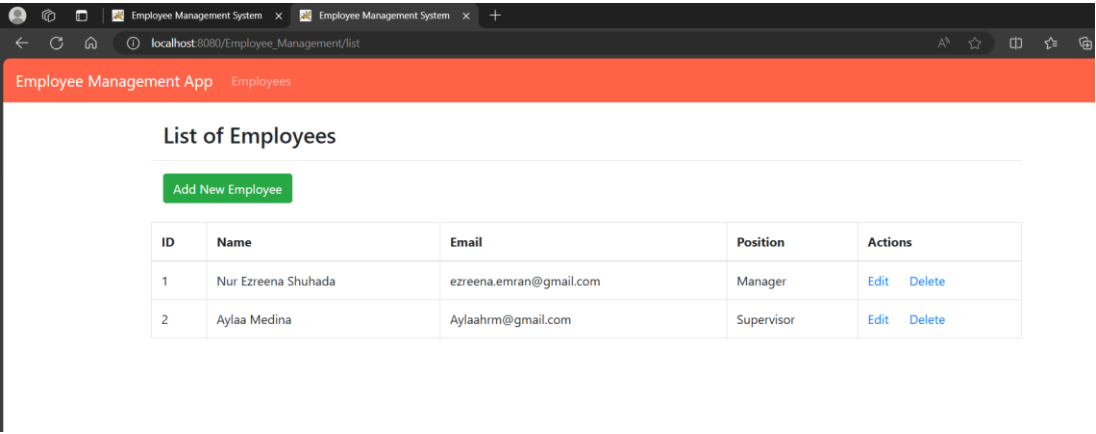 Employee Management System
Employee Management System
localhost:8080/Employee_Management/list
Employee Management App Employees
List of Employees
Add New Employee
ID Name Email Position Actions
1 Nur Ezreena Shuhada ezreena.emran@gmail.com Manager Edit Delete
2 Aylaa Medina Aylaahrm@gmail.com Supervisor Edit Delete